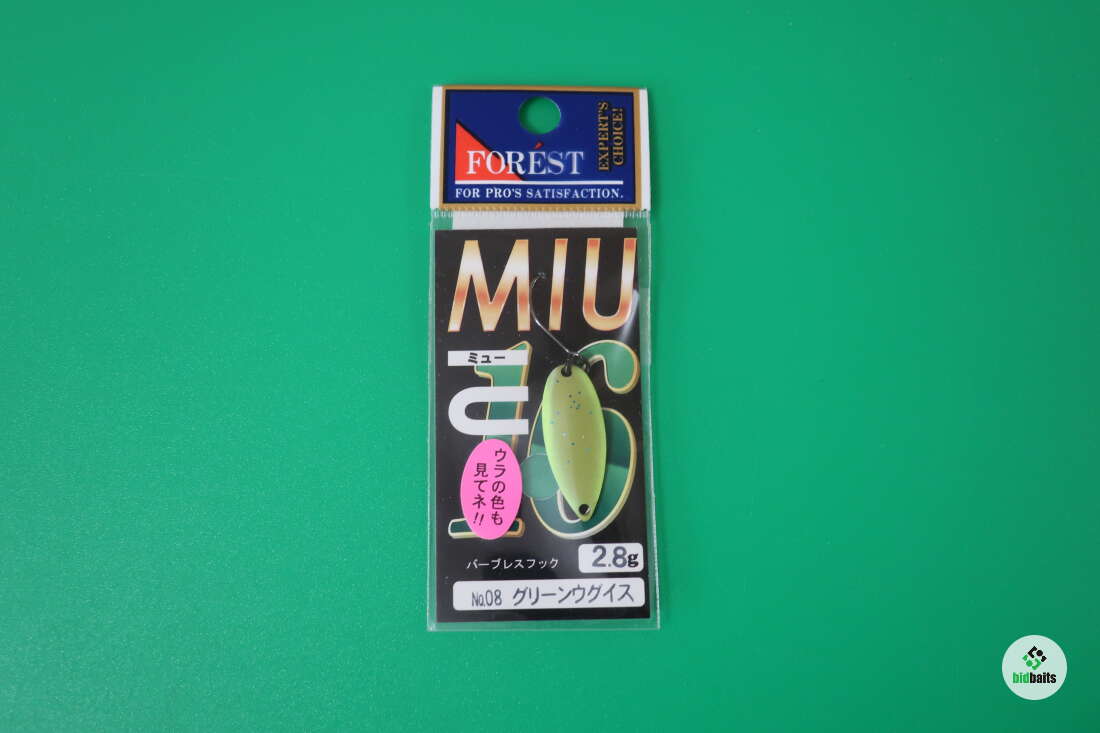 FORÉST
EXPERT'S
CHOICE!
FOR PRO'S SATISFACTION.
MIU
ミュー
16
ウラの色も
見てネ!!
バーブレスフック
2.8g
No.08 グリーンウグイス
bidbaits